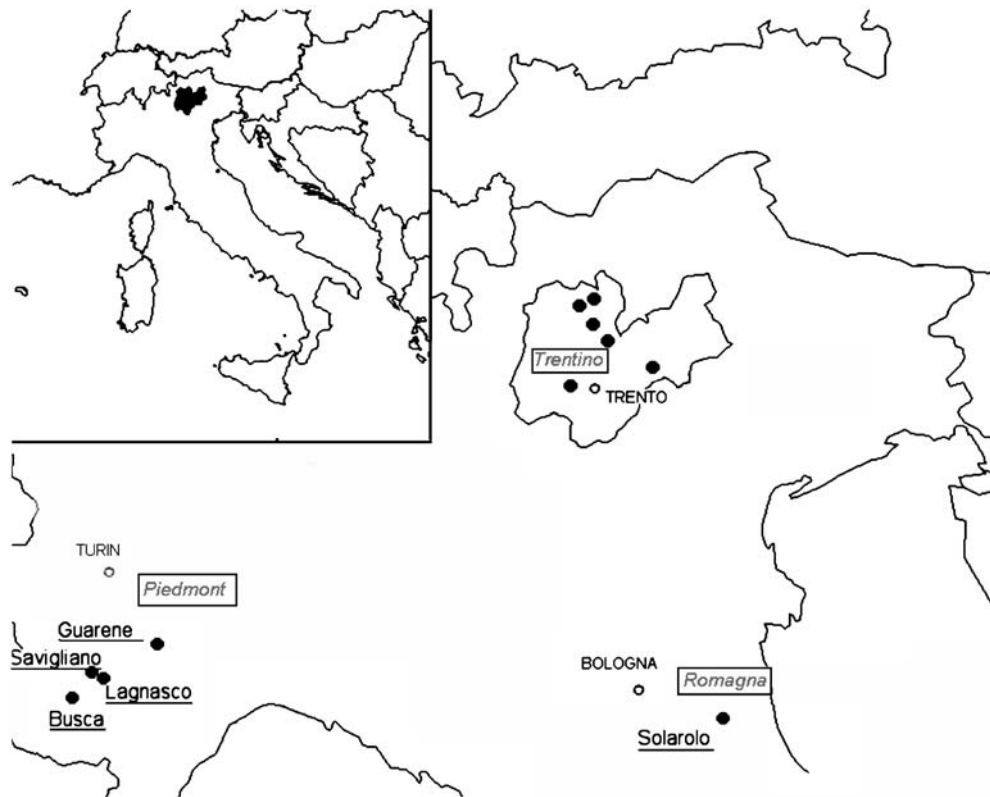 Trentino
TRENTO
TURIN
Piedmont
Guarene
Savigliano
Lagnasco
Busca
BOLOGNA
Romagna
Solarolo